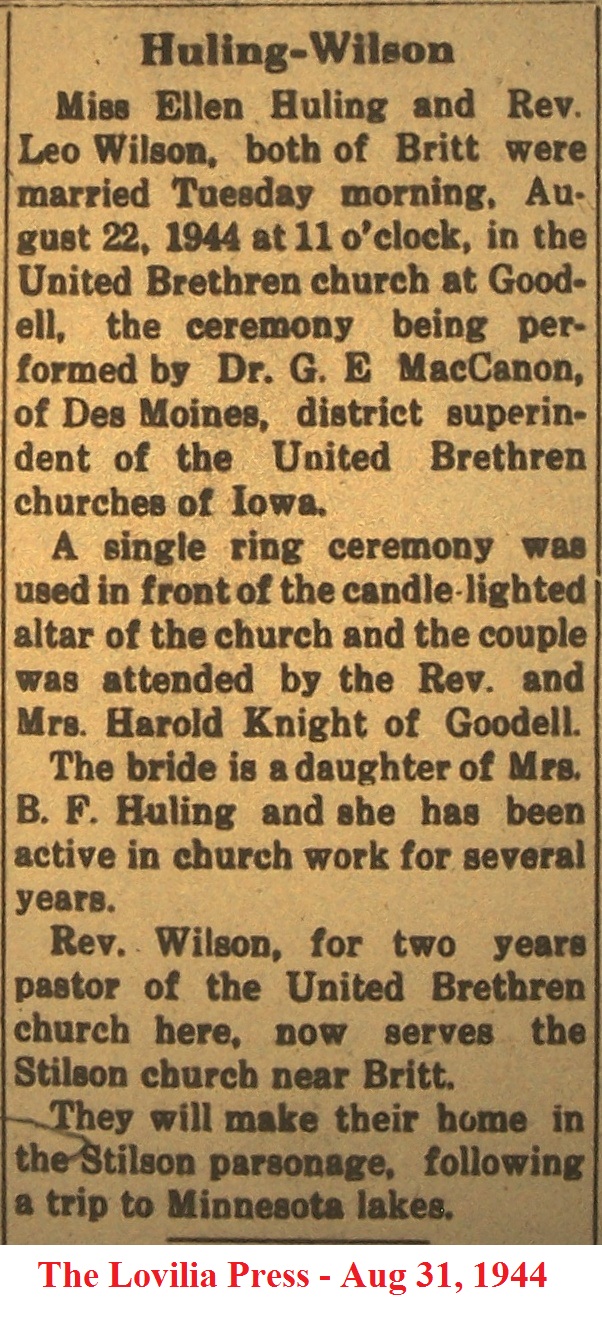 Huling-Wilson
Miss Ellen Huling and Rev.
Leo Wilson, both of Britt were
married Tuesday morning, Au-
gust 22, 1944 at 11 o'clock, in the
United Brethren church at Good-
ell, the ceremony being per-
formed by Dr. G. E MacCanon,
of Des Moines, district superin-
dent of the United Brethren
churches of Iowa.
A single ring ceremony was
used in front of the candle-lighted
altar of the church and the couple
was attended by the Rev. and
Mrs. Harold Knight of Goodell.
The bride is a daughter of Mrs.
B. F. Huling and she has been
active in church work for several
years.
Rev. Wilson, for two years
pastor of the United Brethren
church here, now serves the
Stilson church near Britt.
They will make their home in
the Stilson parsonage, following
a trip to Minnesota lakes.
The Lovilia Press - Aug 31, 1944